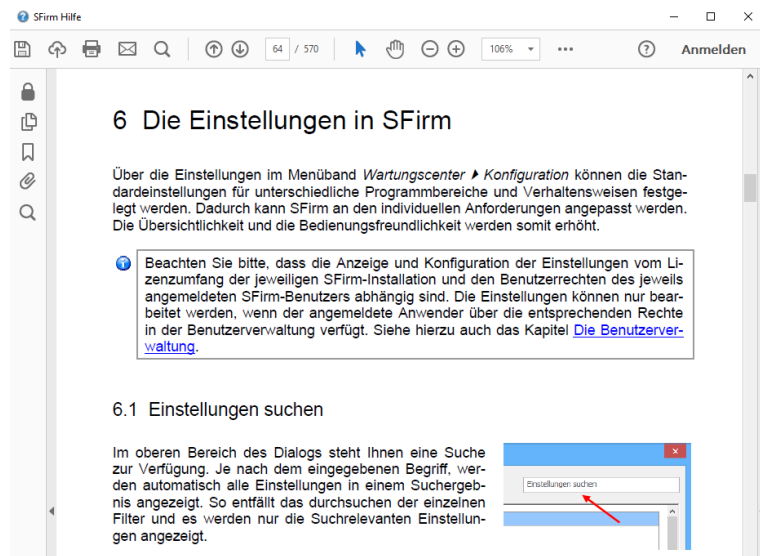 SFirm Hilfe
64 / 570
106%
Anmelden
6 Die Einstellungen in SFirm
Über die Einstellungen im Menüband Wartungscenter ▶ Konfiguration können die Stan-
dardeinstellungen für unterschiedliche Programmbereiche und Verhaltensweisen festge-
legt werden. Dadurch kann SFirm an den individuellen Anforderungen angepasst werden.
Die Übersichtlichkeit und die Bedienungsfreundlichkeit werden somit erhöht.
Beachten Sie bitte, dass die Anzeige und Konfiguration der Einstellungen vom Li-
zenzumfang der jeweiligen SFirm-Installation und den Benutzerrechten des jeweils
angemeldeten SFirm-Benutzers abhängig sind. Die Einstellungen können nur bear-
beitet werden, wenn der angemeldete Anwender über die entsprechenden Rechte
in der Benutzerverwaltung verfügt. Siehe hierzu auch das Kapitel Die Benutzerver-
waltung.
6.1 Einstellungen suchen
Im oberen Bereich des Dialogs steht Ihnen eine Suche
zur Verfügung. Je nach dem eingegebenen Begriff, wer-
den automatisch alle Einstellungen in einem Suchergeb-
nis angezeigt. So entfällt das durchsuchen der einzelnen
Filter und es werden nur die Suchrelevanten Einstellun-
gen angezeigt.
Einstellungen suchen